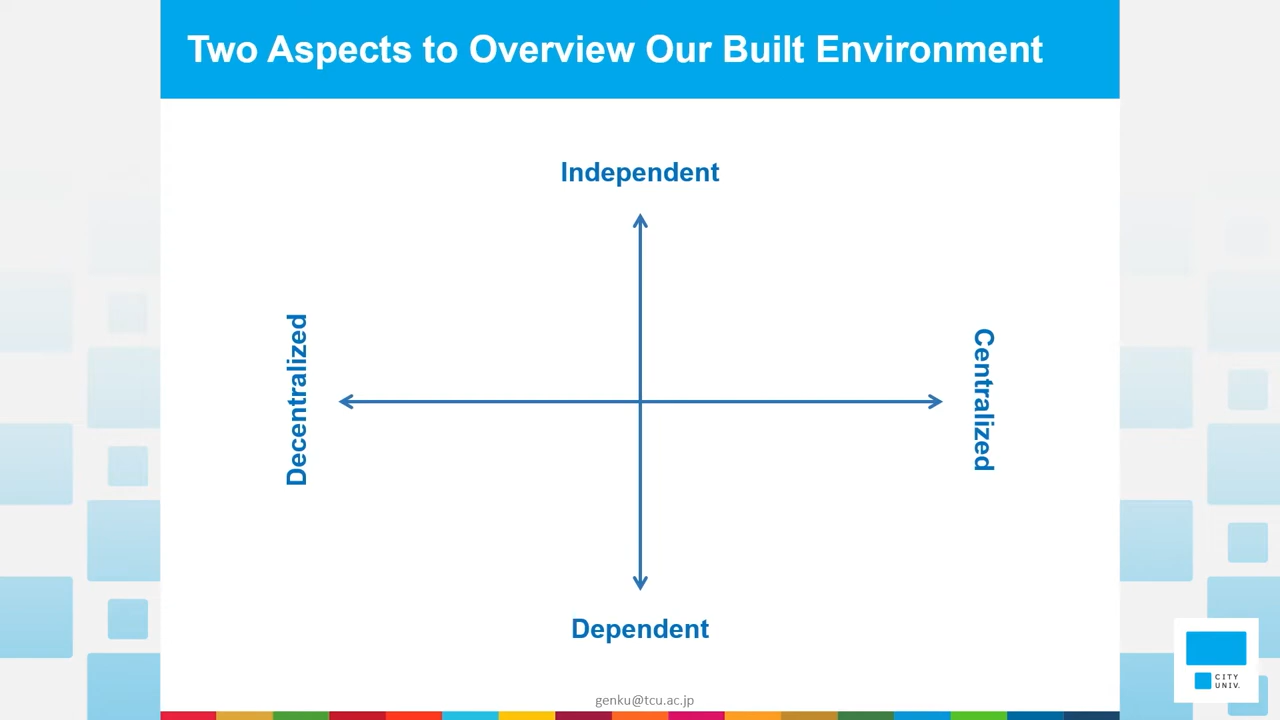 Two Aspects to Overview Our Built Environment
Independent
Decentralized
Centralized
Dependent
genku@tcu.ac.jp
CITY
UNIV.